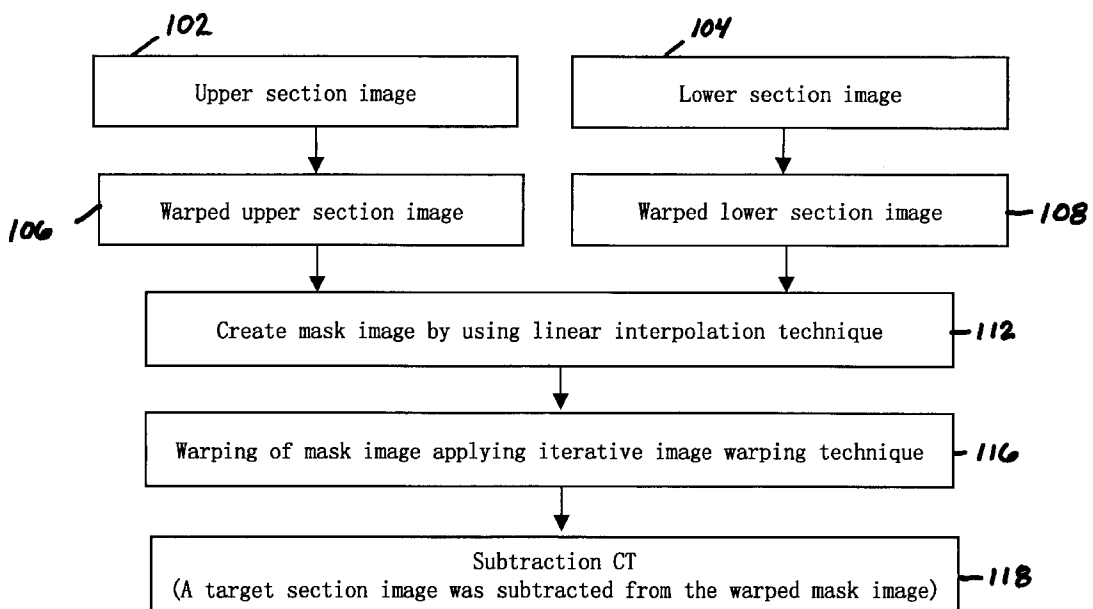 102
104
Upper section image
Lower section image
Warped upper section image
Warped lower section image
106
108
Create mask image by using linear interpolation technique
112
Warping of mask image applying iterative image warping technique
116
Subtraction CT
(A target section image was subtracted from the warped mask image)
118